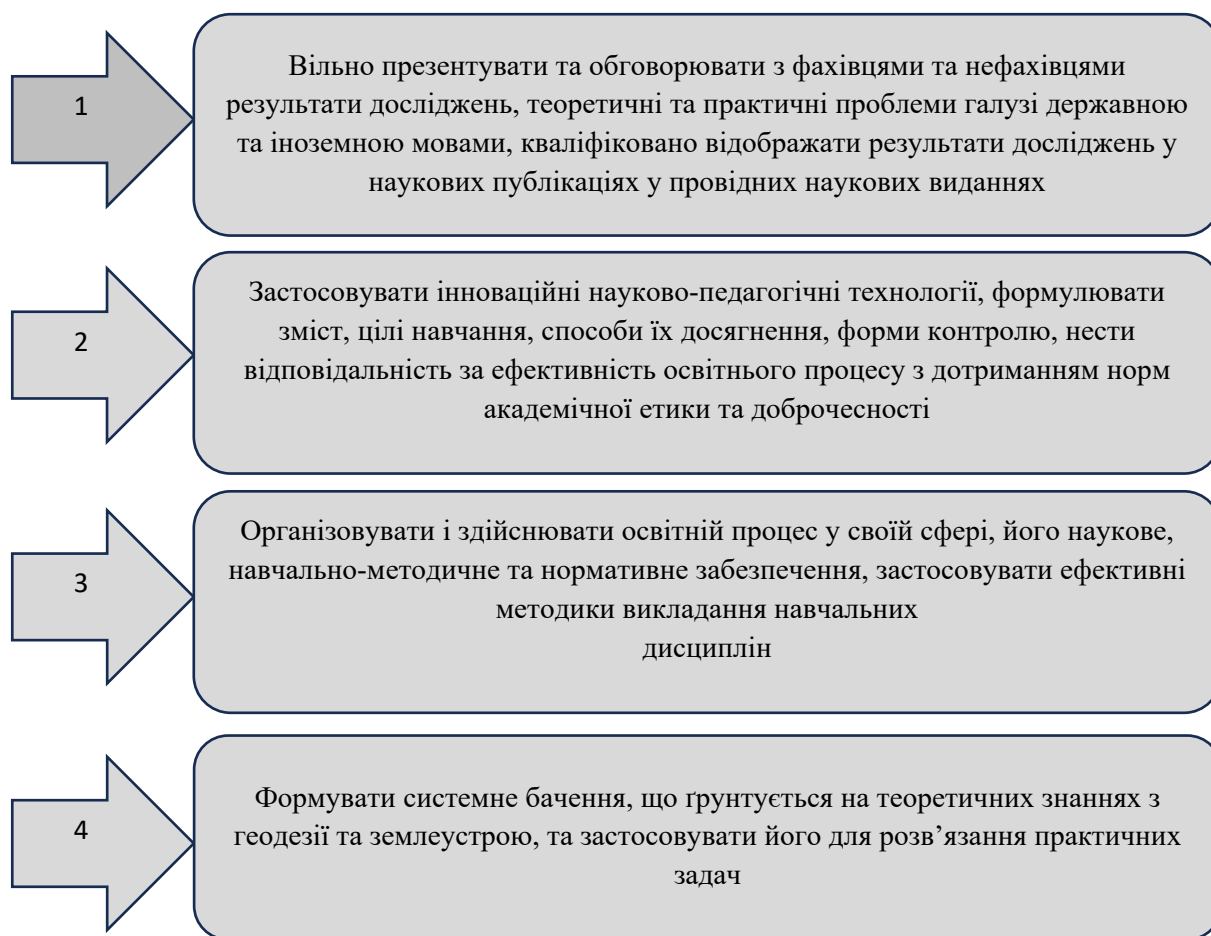 1
Вільно презентувати та обговорювати з фахівцями та нефахівцями
результати досліджень, теоретичні та практичні проблеми галузі державною
та іноземною мовами, кваліфіковано відображати результати досліджень у
наукових публікаціях у провідних наукових виданнях
2
Застосовувати інноваційні науково-педагогічні технології, формулювати
зміст, цілі навчання, способи їх досягнення, форми контролю, нести
відповідальність за ефективність освітнього процесу з дотриманням норм
академічної етики та доброчесності
3
Організовувати і здійснювати освітній процес у своїй сфері, його наукове,
навчально-методичне та нормативне забезпечення, застосовувати ефективні
методики викладання навчальних
дисциплін
4
Формувати системне бачення, що ґрунтується на теоретичних знаннях з
геодезії та землеустрою, та застосовувати його для розв’язання практичних
задач